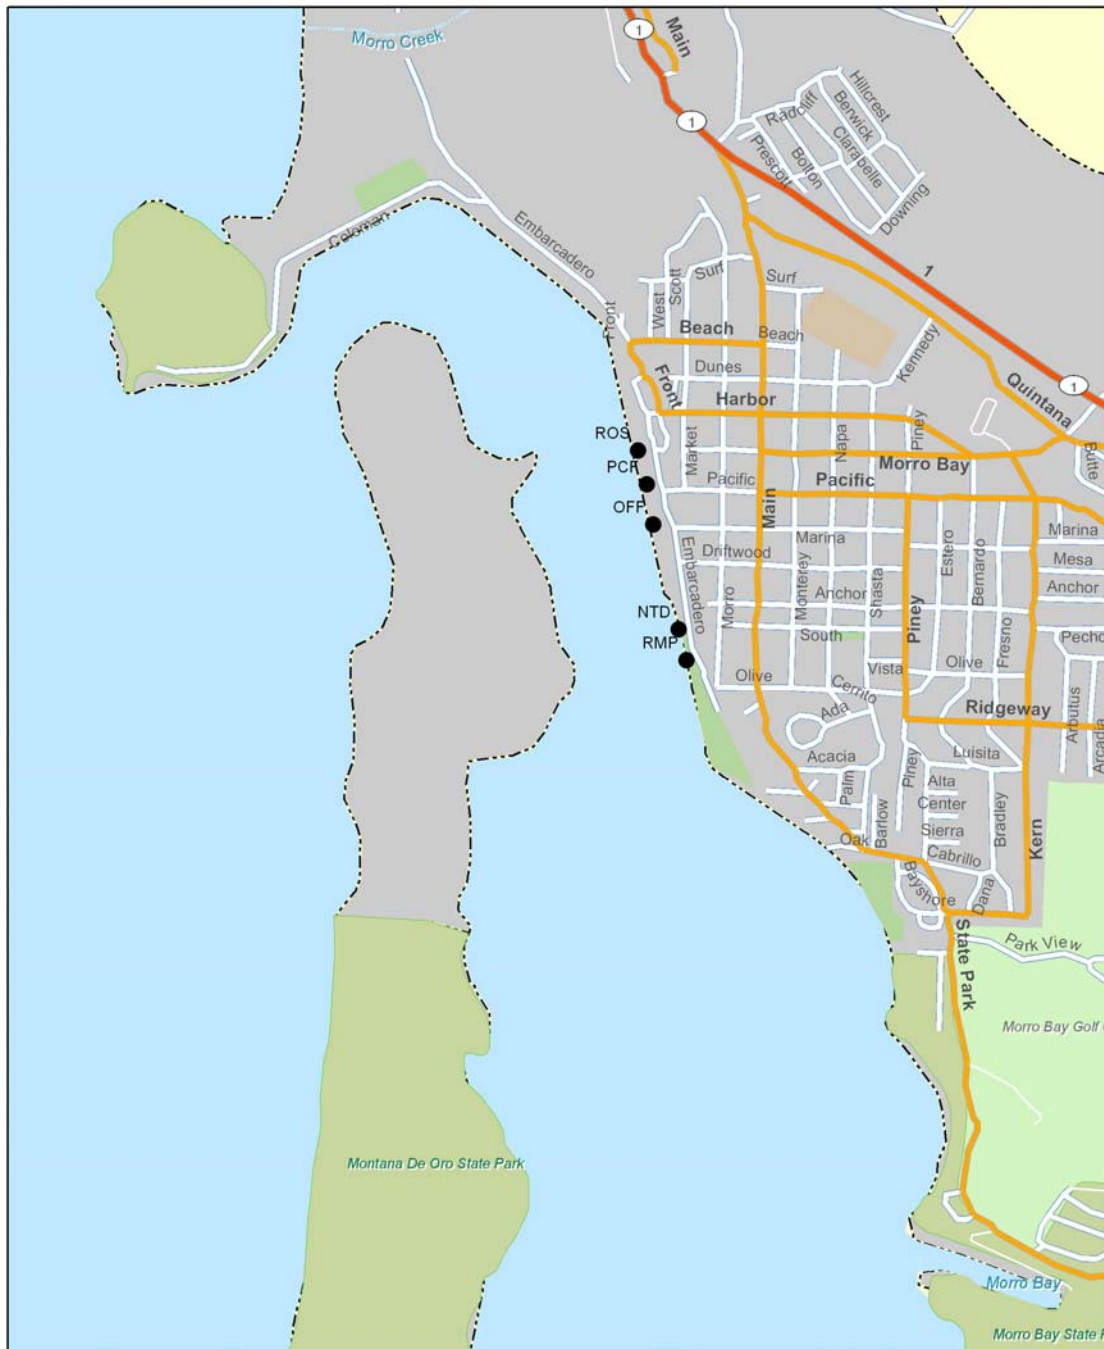 Morro Creek
1
Main
1
Hillcrest
Radcliff
Berwick
Clarabelle
Prescott
Bolton
Downing
Coleman
Embarcadero
1
Scott
Surf
Surf
West
Front
Beach
Beach
Kennedy
Dunes
Front
Harbor
Quintana
1
Piney
Butte
ROS
Market
Napa
Morro Bay
PCF
Pacific
Pacific
OFF
Main
Marina
Marina
Embarcadero
Driftwood
Estero
Bernardo
Mesa
Monterey
Anchor
Shasta
Anchor
NTD
Morro
South
Piney
Fresno
Pecho
RMP
Olive
Vista
Olive
Cerrito
Ada
Ridgeway
Arbutus
Arcadia
Acacia
Luisita
Palm
Piney
Alta
Center
Barlow
Bradley
Sierra
Kern
Oak
Cabrillo
Bayshore
Dana
State Park
Park View
Morro Bay Golf
Montana De Oro State Park
Morro Bay
Morro Bay State